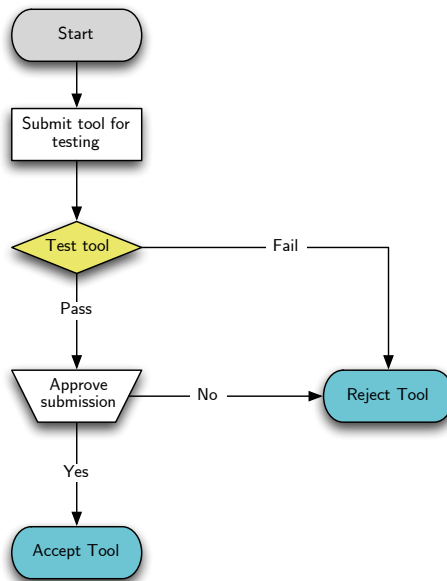 Start
Submit tool for
testing
Test tool
Fail
Pass
Approve
submission
No
Reject Tool
Yes
Accept Tool